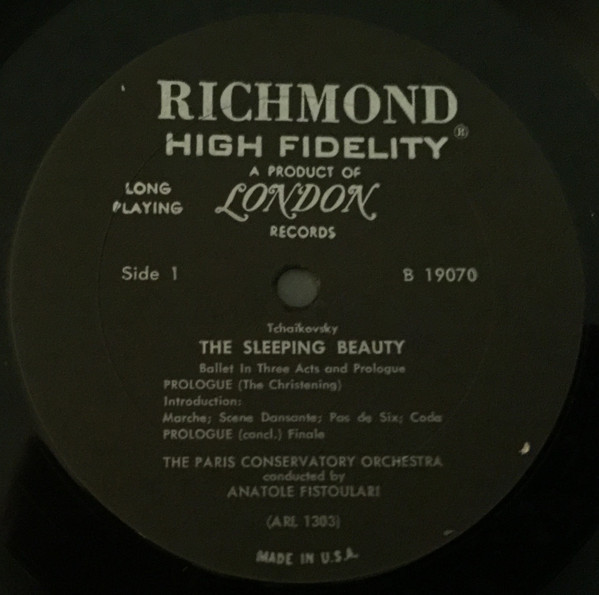 RICHMOND
HIGH FIDELITY ®
A PRODUCT OF
LONG
PLAYING
LONDON
RECORDS
Side 1
B 19070
Tchaïkovsky
THE SLEEPING BEAUTY
Ballet In Three Acts and Prologue
PROLOGUE (The Christening)
Introduction:
Marche; Scene Dansante; Pas de Six; Coda
PROLOGUE (concl.) Finale
THE PARIS CONSERVATORY ORCHESTRA
conducted by
ANATOLE FISTOULARI
(ARL 1303)
MADE IN U.S.A.